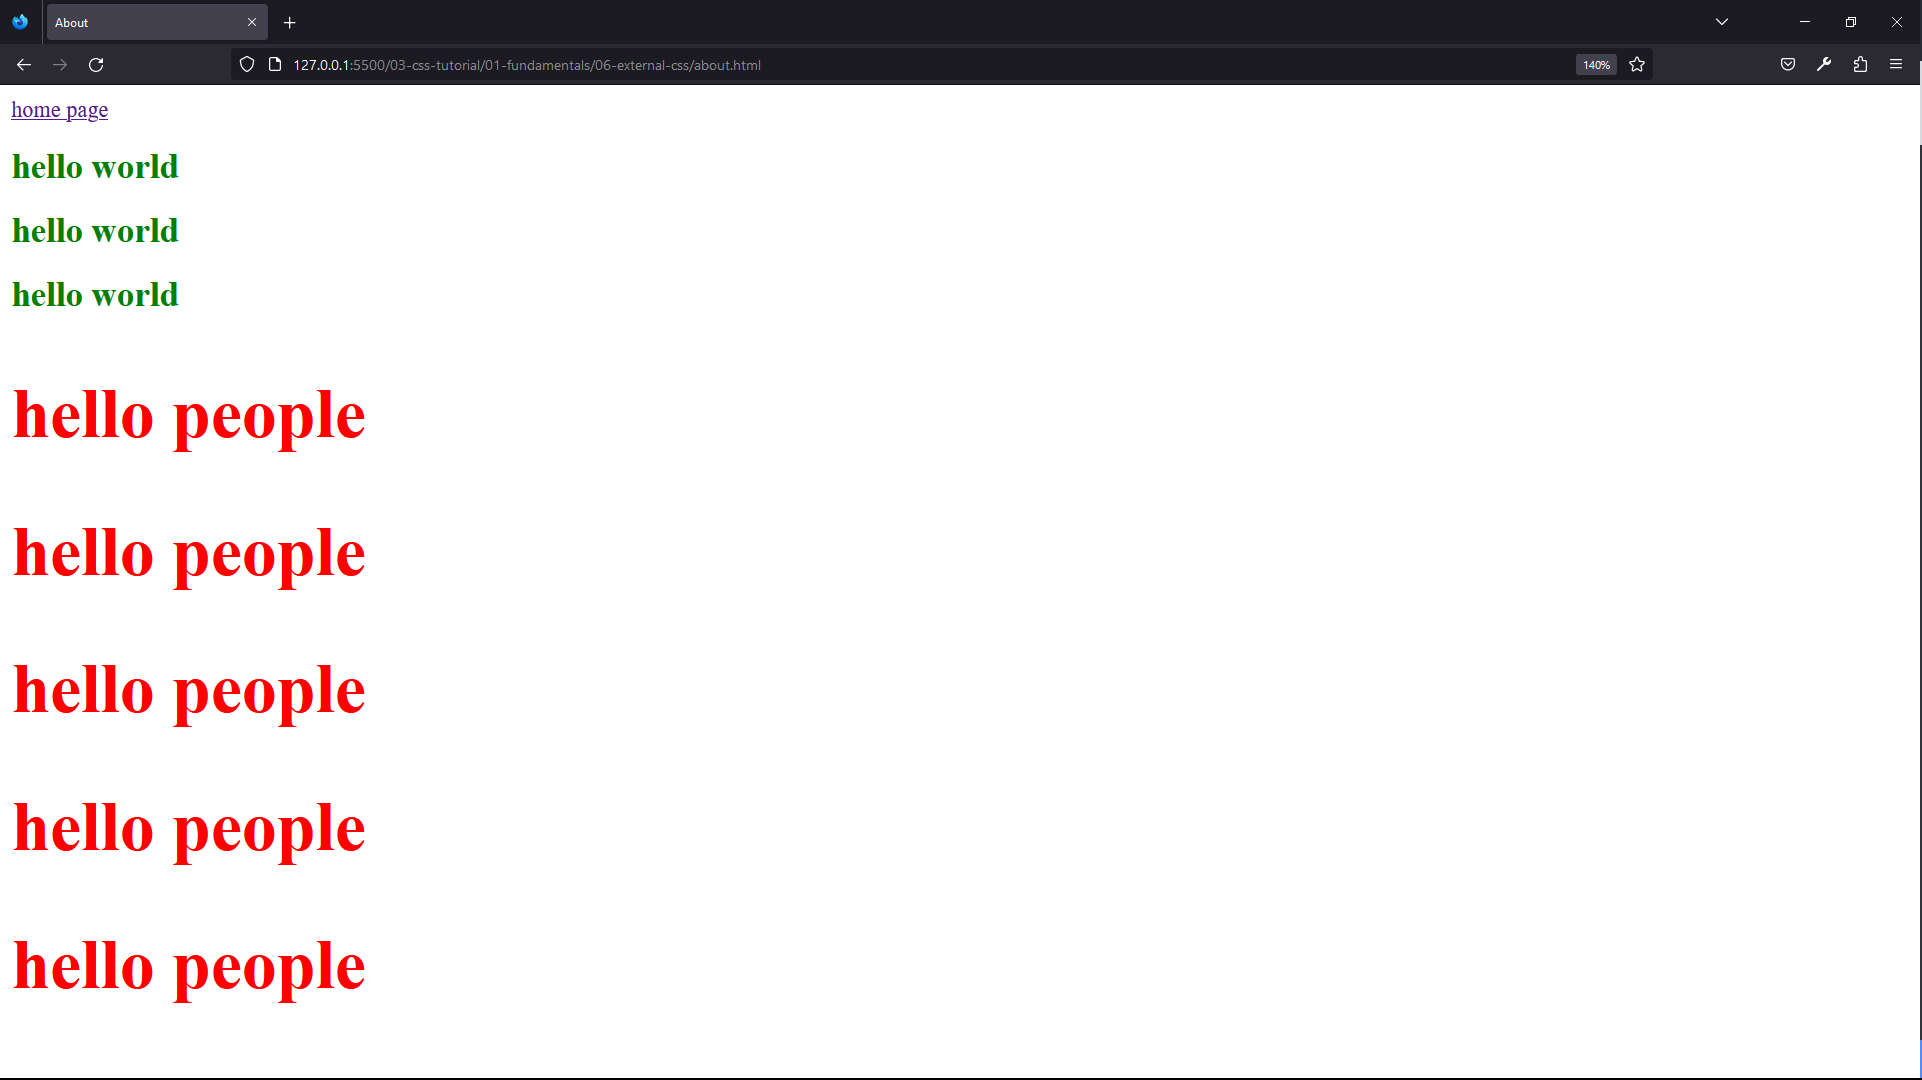 About
127.0.0.1:5500/03-css-tutorial/01-fundamentals/06-external-css/about.html
140%
home page
hello world
hello world
hello world
hello people
hello people
hello people
hello people
hello people